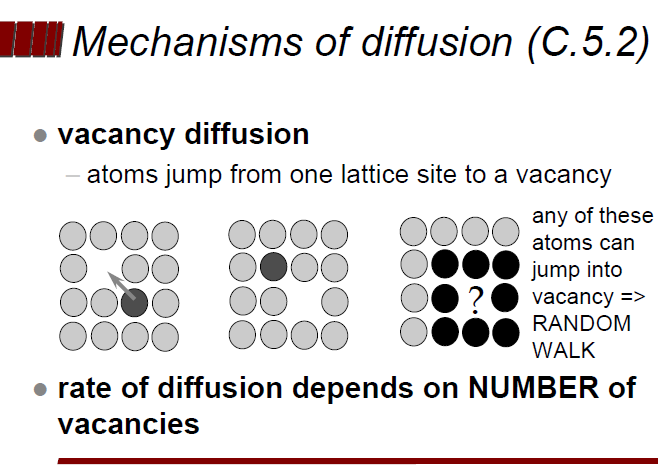 Mechanisms of diffusion (C.5.2)
● vacancy diffusion
– atoms jump from one lattice site to a vacancy
any of these
atoms can
jump into
vacancy =>
RANDOM
WALK
?
● rate of diffusion depends on NUMBER of
vacancies